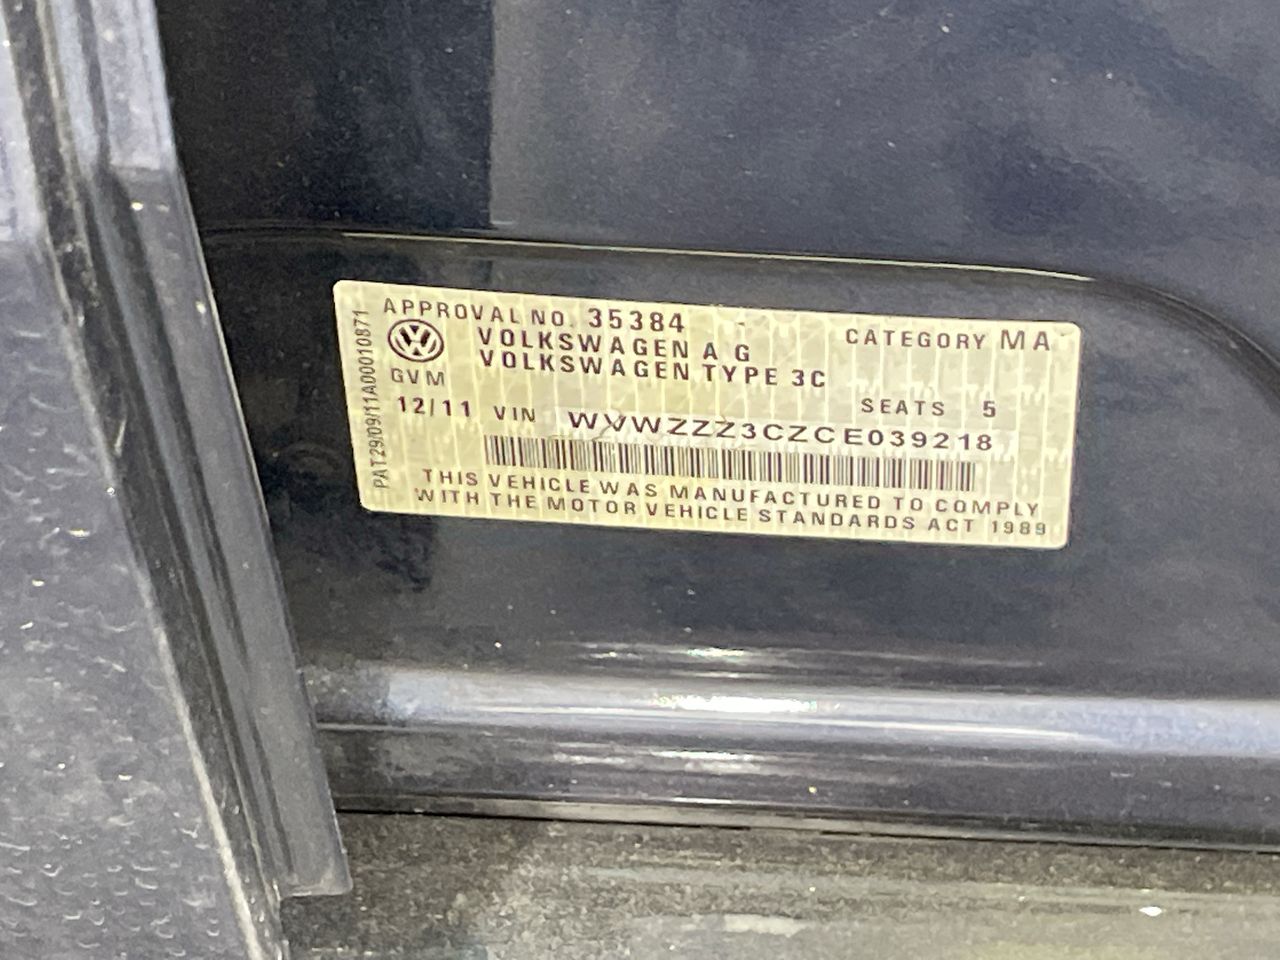 APPROVAL NO. 35384 CATEGORY MA
VOLKSWAGEN A G
VOLKSWAGEN TYPE 3C
GVM
SEATS 5
12/11 VIN WVWZZZ3CZCE039218
THIS VEHICLE WAS MANUFACTURED TO COMPLY
WITH THE MOTOR VEHICLE STANDARDS ACT 1989
PAT29/09/11A00010871